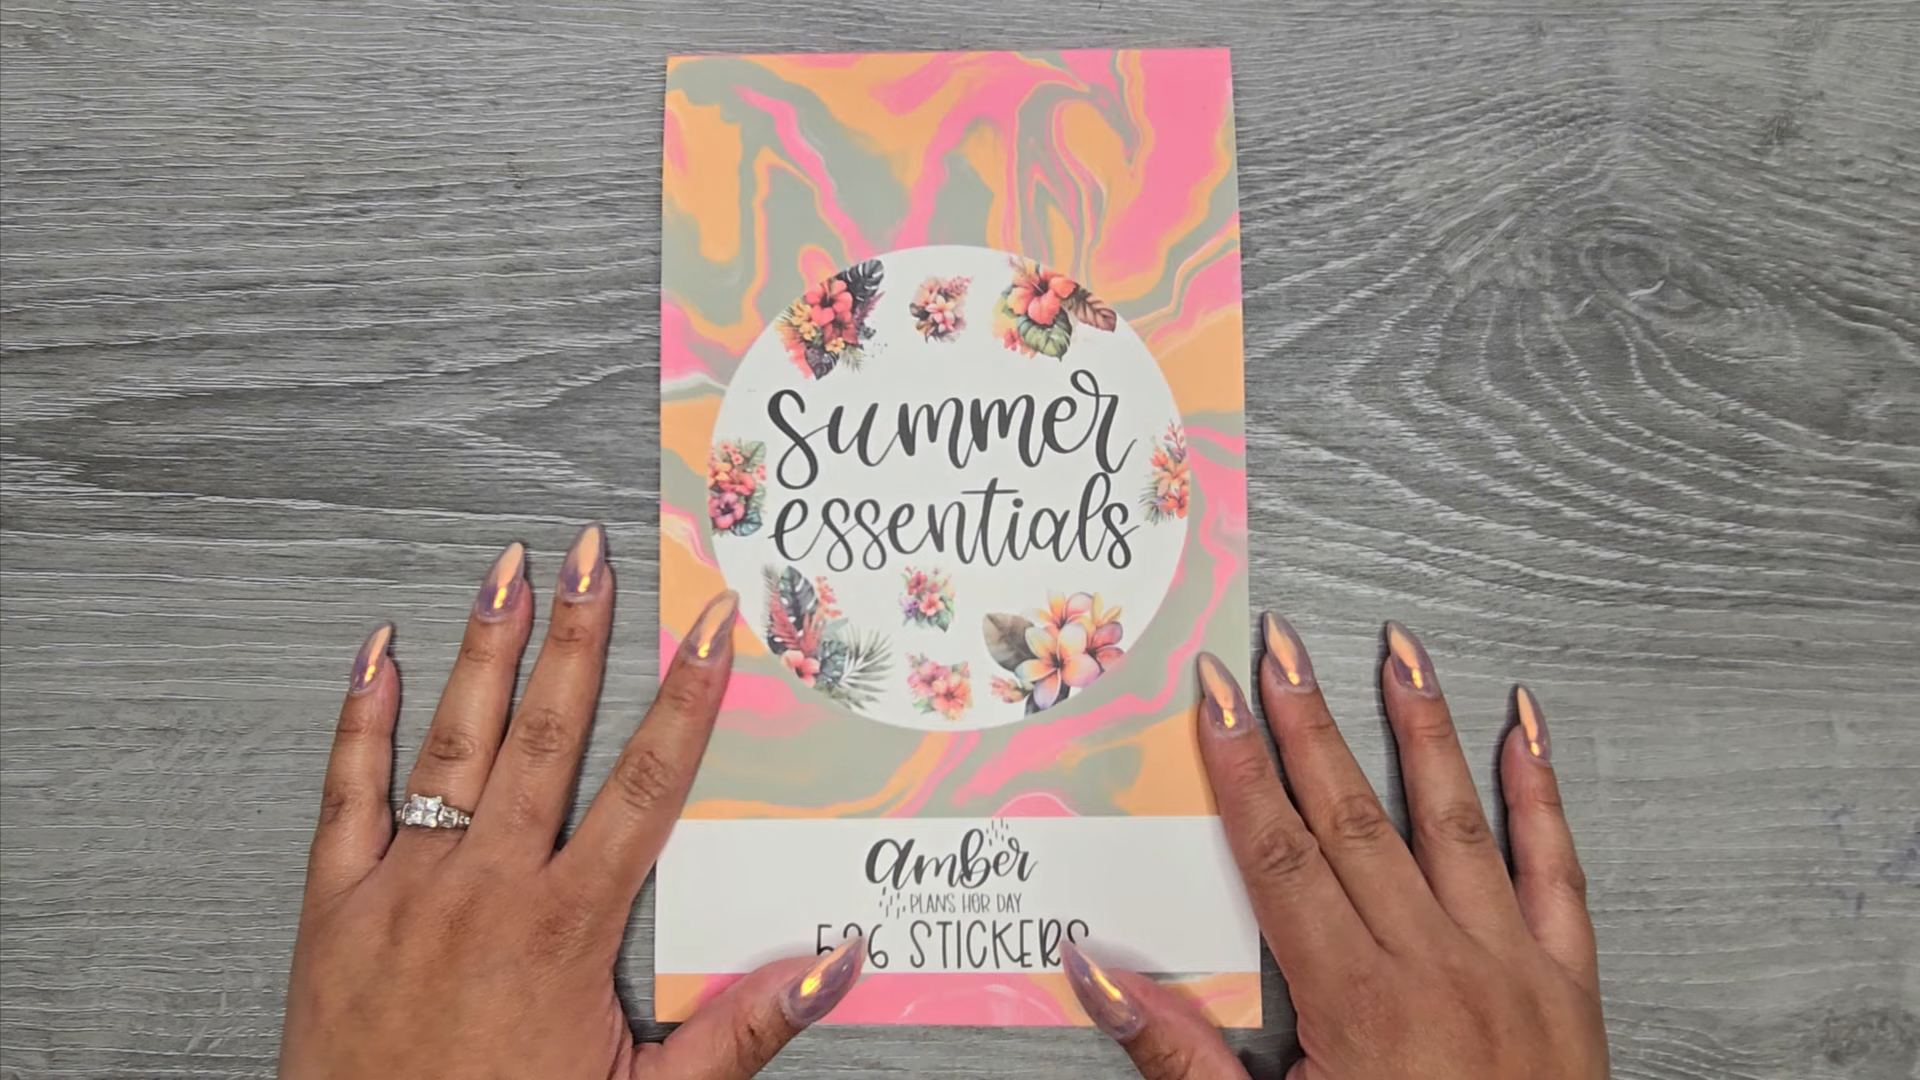 summer
essentials
amber
PLANS HER DAY
STICKERS